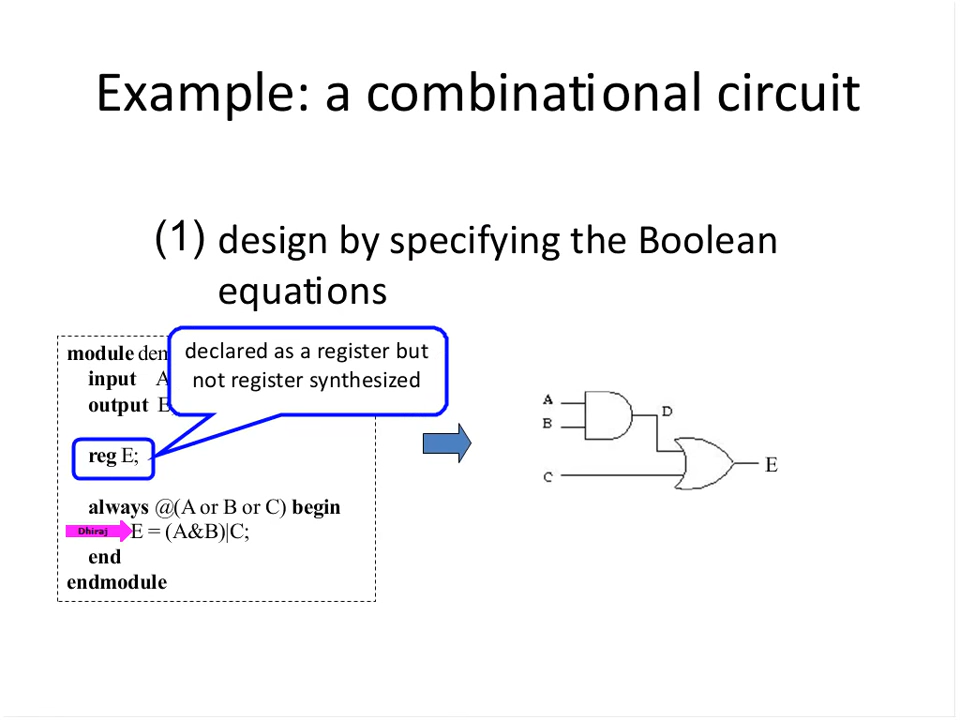 Example: a combinational circuit
(1) design by specifying the Boolean
equations
declared as a register but
not register synthesized
module
input A
output E
reg E;
always @(A or B or C) begin
Dhiraj E = (A&B)|C;
end
endmodule
A
B
D
C
E